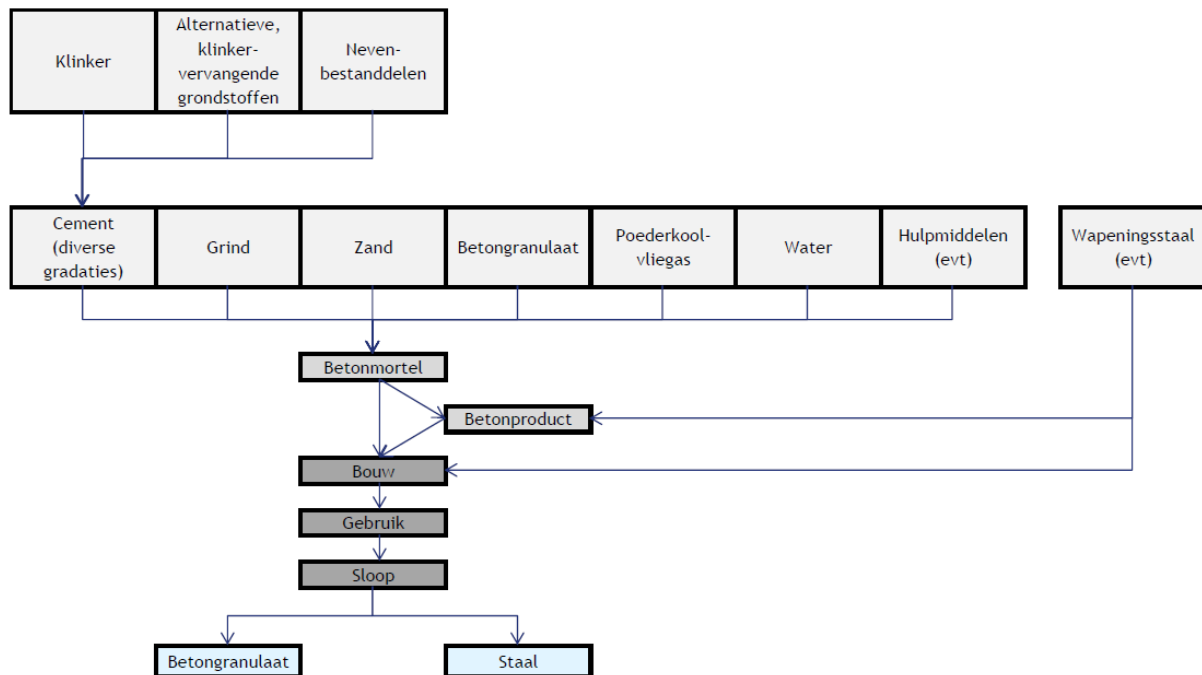 Klinker
Alternatieve,
klinker-
vervangende
grondstoffen
Neven-
bestanddelen
Cement
(diverse
gradaties)
Grind
Zand
Betongranulaat
Poederkool-
vliegas
Water
Hulpmiddelen
(evt)
Wapeningsstaal
(evt)
Betonmortel
Betonproduct
Bouw
Gebruik
Sloop
Betongranulaat
Staal